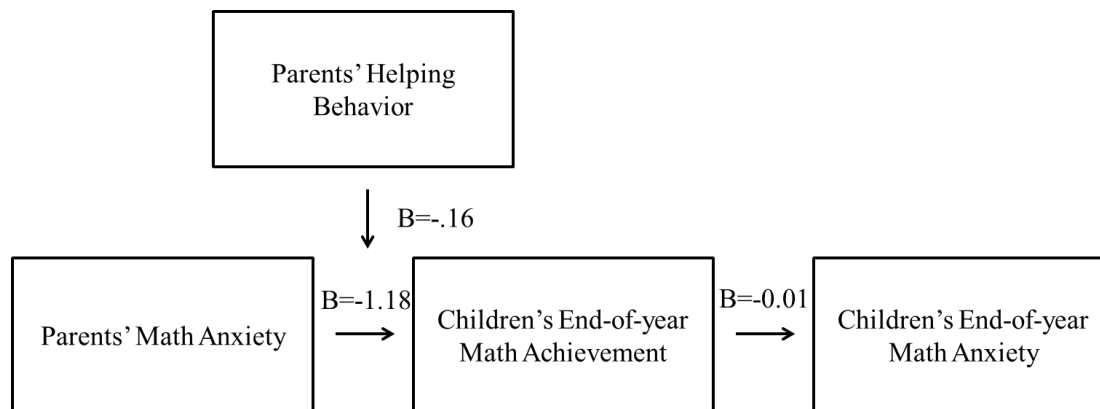 Parents' Helping
Behavior
B=-.16
Parents' Math Anxiety
B=-1.18
Children's End-of-year
Math Achievement
B=-0.01
Children's End-of-year
Math Anxiety